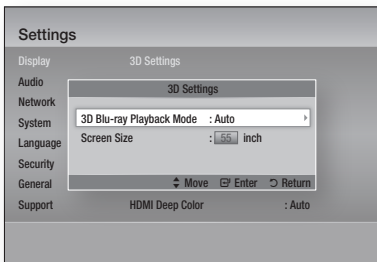 Settings
Display 3D Settings
Audio
Network
System
Language
Security
General
Support HDMI Deep Color : Auto
3D Settings
3D Blu-ray Playback Mode : Auto
Screen Size : 55 inch
Move Enter Return